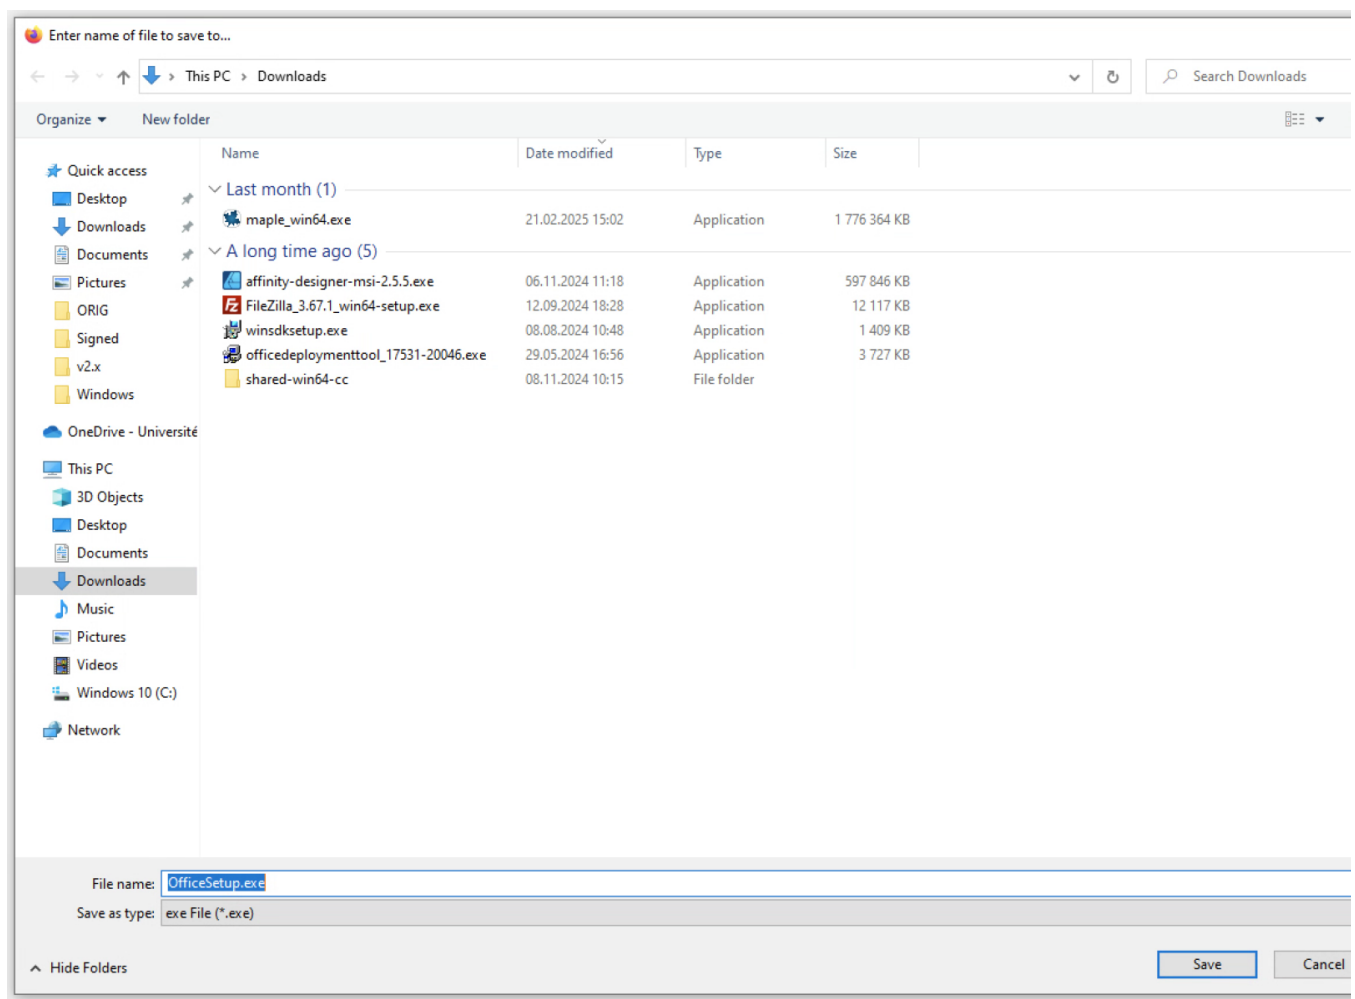 Enter name of file to save to...
This PC > Downloads
Search Downloads
Organize
New folder
Name Date modified Type Size
Quick access
Desktop
Downloads
Documents
Pictures
ORIG
Signed
v2.x
Windows
OneDrive - Université
This PC
3D Objects
Desktop
Documents
Downloads
Music
Pictures
Videos
Windows 10 (C:)
Network
Last month (1)
maple_win64.exe 21.02.2025 15:02 Application 1 776 364 KB
A long time ago (5)
affinity-designer-msi-2.5.5.exe 06.11.2024 11:18 Application 597 846 KB
FileZilla_3.67.1_win64-setup.exe 12.09.2024 18:28 Application 12 117 KB
winsdksetup.exe 08.08.2024 10:48 Application 1 409 KB
officedeploymenttool_17531-20046.exe 29.05.2024 16:56 Application 3 727 KB
shared-win64-cc 08.11.2024 10:15 File folder
File name: OfficeSetup.exe
Save as type: exe File (*.exe)
Hide Folders
Save
Cancel